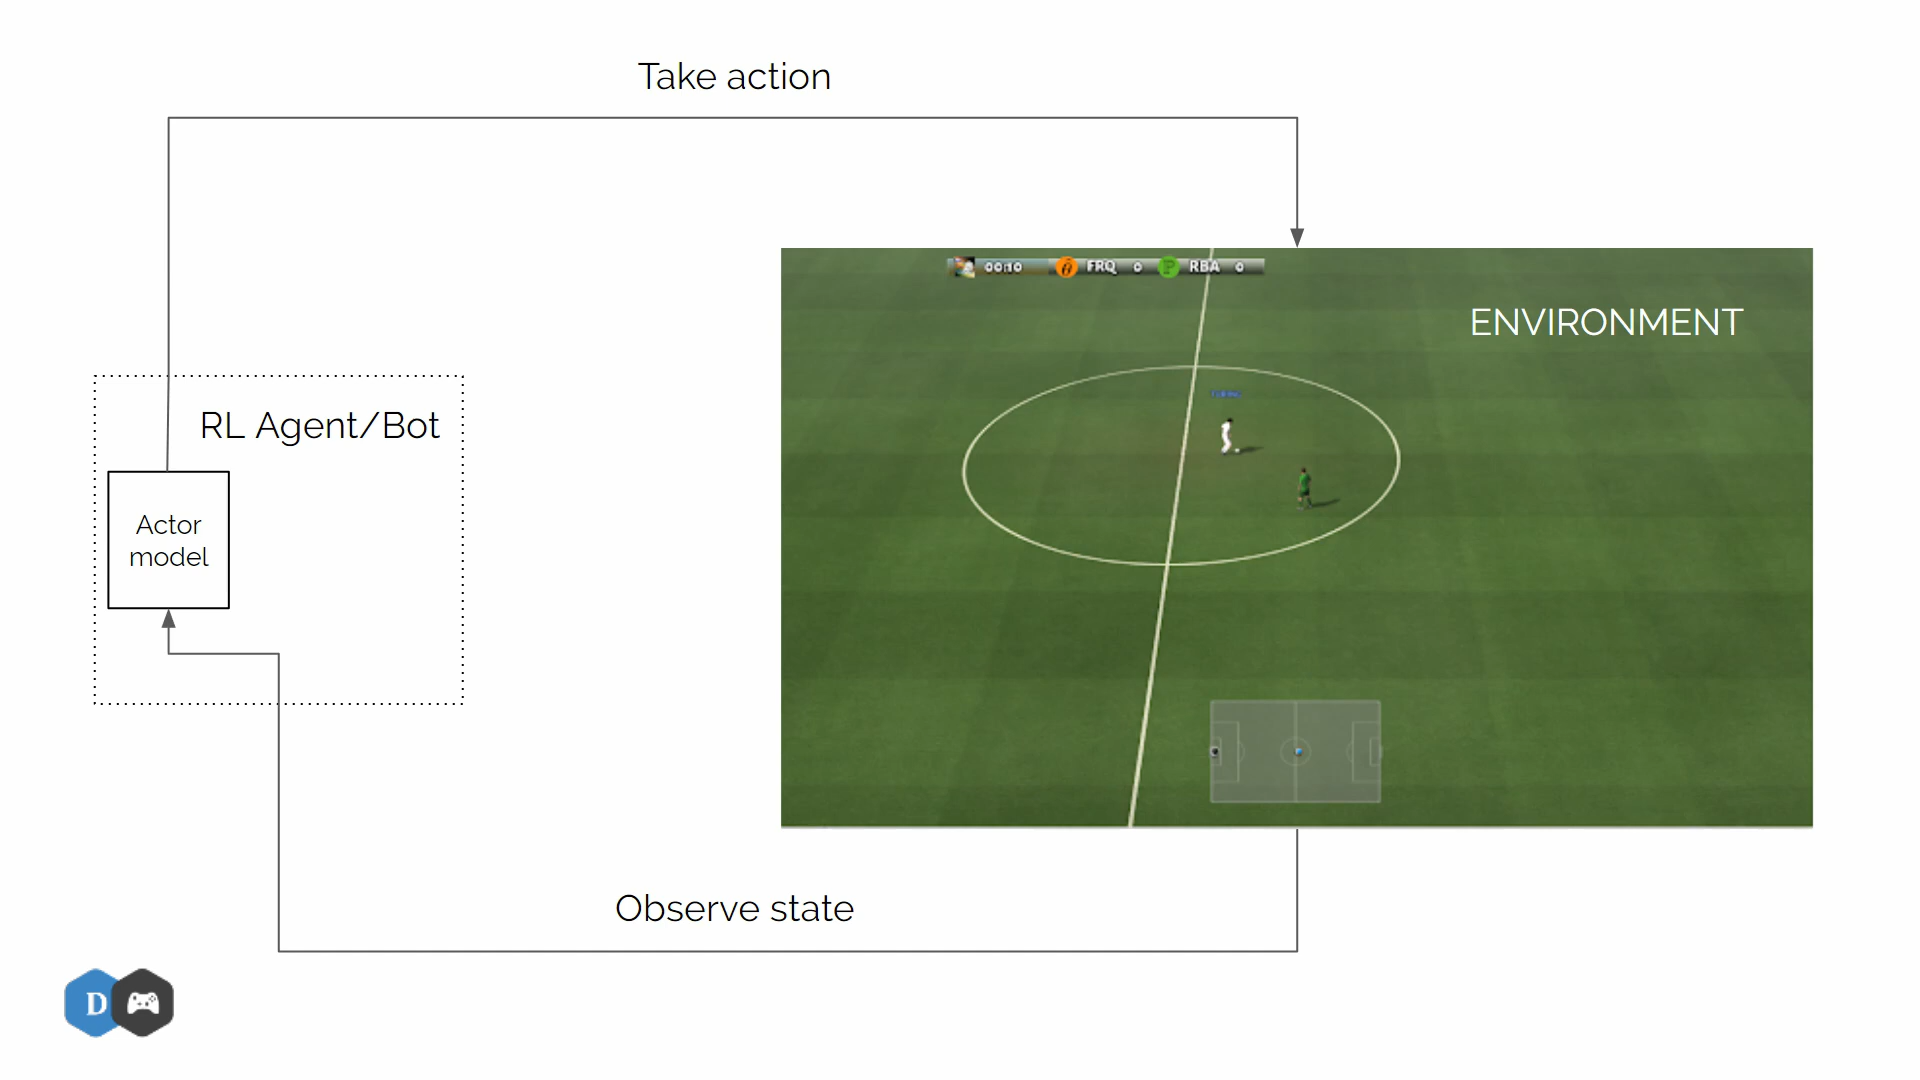 Take action
00:10 FRQ 0 RBA 0
ENVIRONMENT
RL Agent/Bot
Actor
model
Observe state
D